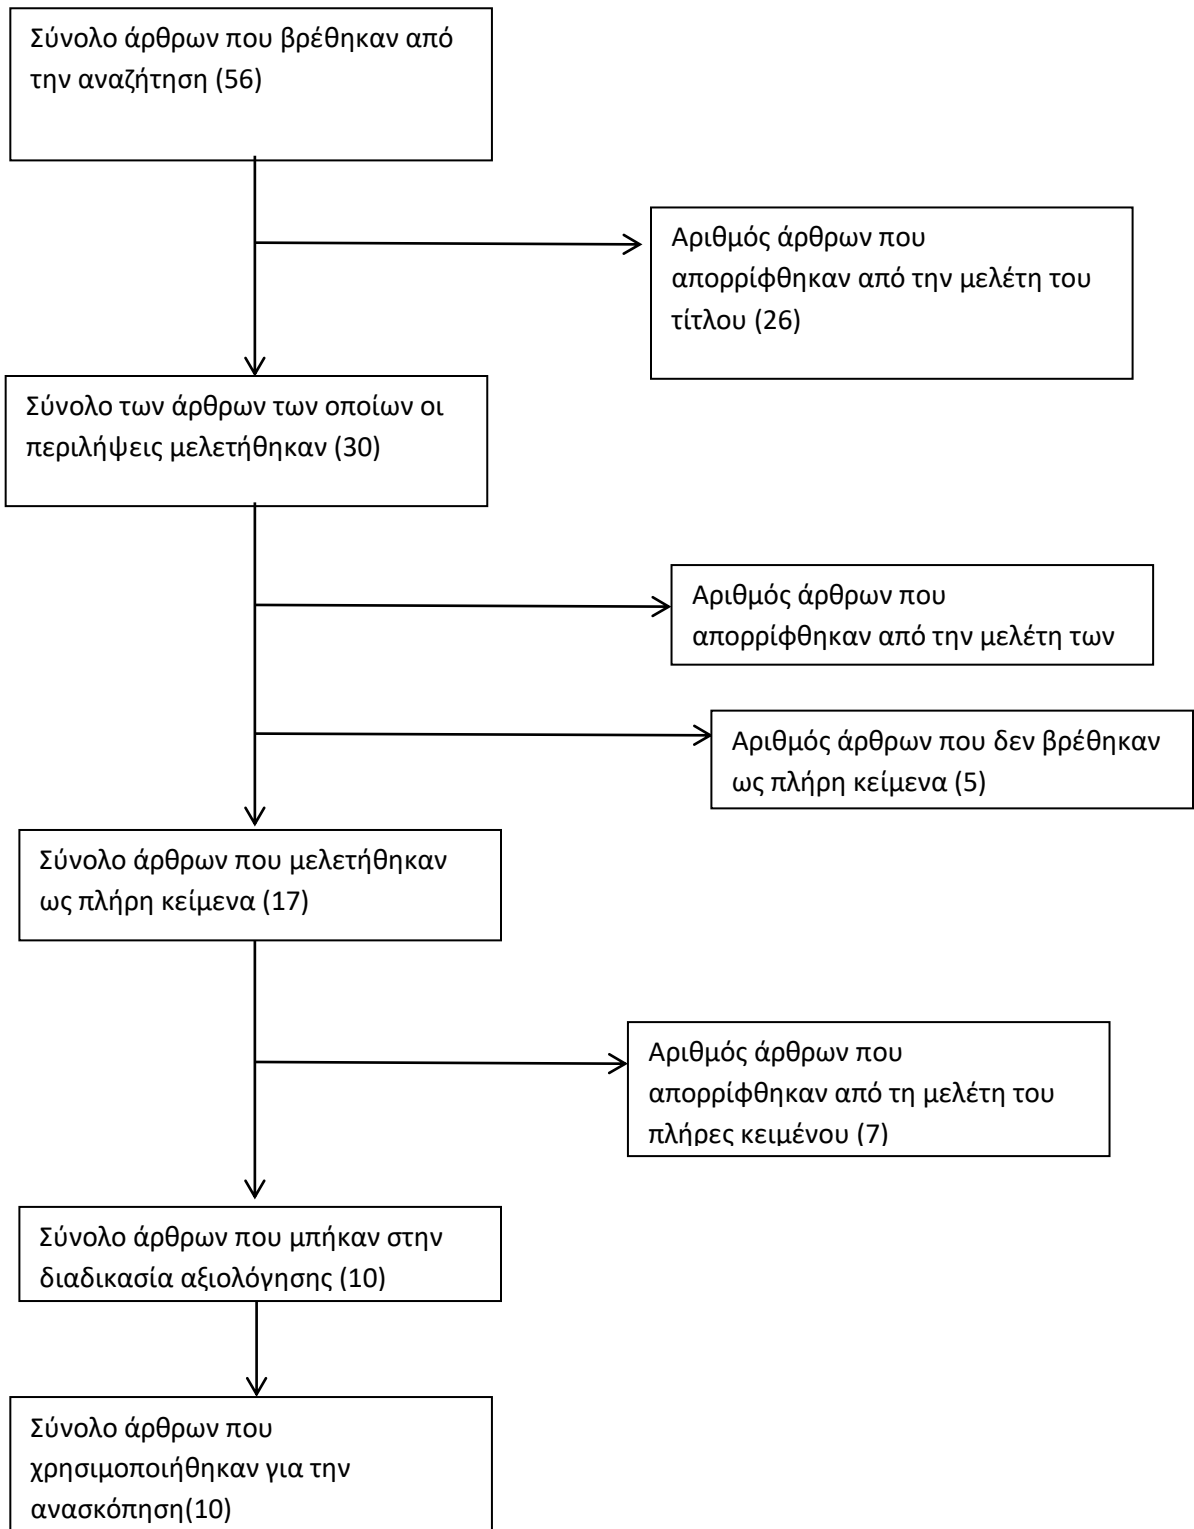 Σύνολο άρθρων που βρέθηκαν από
την αναζήτηση (56)
Αριθμός άρθρων που
απορρίφθηκαν από την μελέτη του
τίτλου (26)
Σύνολο των άρθρων των οποίων οι
περιλήψεις μελετήθηκαν (30)
Αριθμός άρθρων που
απορρίφθηκαν από την μελέτη των
Αριθμός άρθρων που δεν βρέθηκαν
ως πλήρη κείμενα (5)
Σύνολο άρθρων που μελετήθηκαν
ως πλήρη κείμενα (17)
Αριθμός άρθρων που
απορρίφθηκαν από τη μελέτη του
πλήρες κειμένου (7)
Σύνολο άρθρων που μπήκαν στην
διαδικασία αξιολόγησης (10)
Σύνολο άρθρων που
χρησιμοποιήθηκαν για την
ανασκόπηση(10)